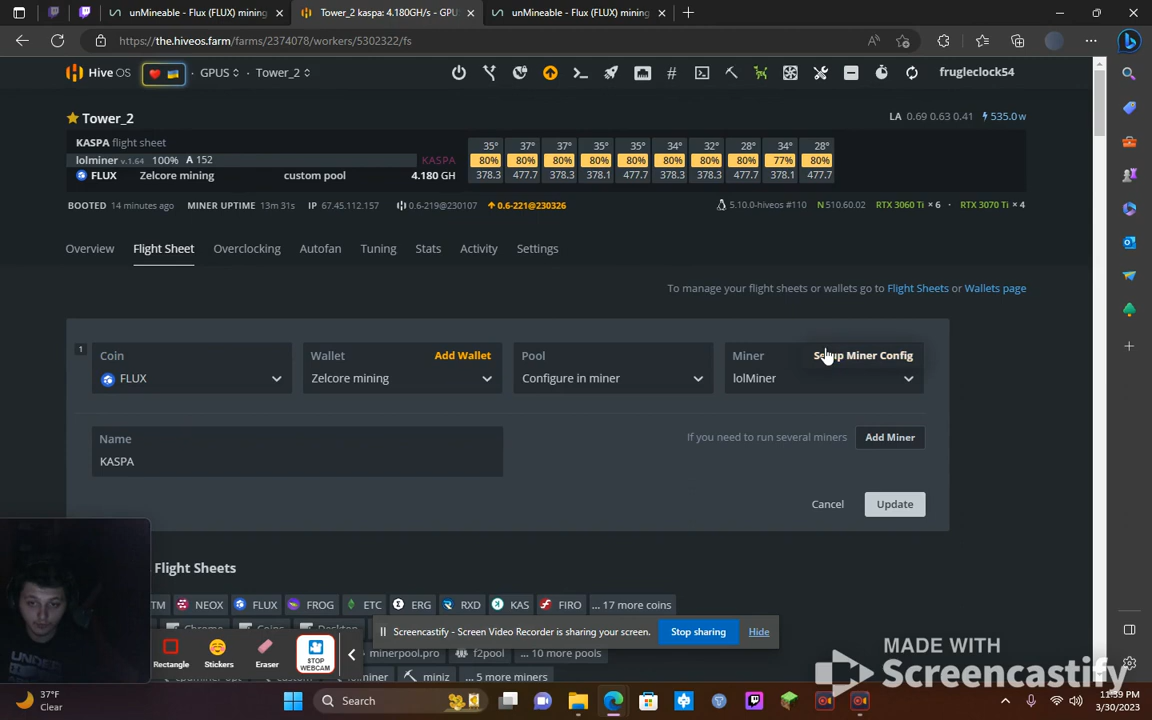 unMineable - Flux (FLUX) mining
Tower_2 kaspa: 4.180GH/s - GPU
unMineable - Flux (FLUX) mining
https://the.hiveos.farm/farms/2374078/workers/5302322/fs
Hive OS
GPUS
Tower_2
frugleclock54
Tower_2
LA 0.69 0.63 0.41 535.0 w
KASPA flight sheet
lolminer v.1.64 100% A 152 KASPA
FLUX Zelcore mining custom pool 4.180 GH
35° 37° 37° 35° 35° 34° 32° 28° 34° 28°
80% 80% 80% 80% 80% 80% 80% 80% 77% 80%
378.3 477.7 378.3 378.1 477.7 378.3 378.3 477.7 378.1 477.7
BOOTED 14 minutes ago MINER UPTIME 13m 31s IP 67.45.112.157 0.6-219@230107 0.6-221@230326 5.10.0-hiveos #110 N 510.60.02 RTX 3060 Ti × 6 · RTX 3070 Ti × 4
Overview Flight Sheet Overclocking Autofan Tuning Stats Activity Settings
To manage your flight sheets or wallets go to Flight Sheets or Wallets page
1
Coin
FLUX
Wallet Add Wallet
Zelcore mining
Pool
Configure in miner
Miner Setup Miner Config
lolMiner
Name
KASPA
If you need to run several miners Add Miner
Cancel Update
Flight Sheets
TM NEOX FLUX FROG ETC ERG RXD KAS FIRO ... 17 more coins
minerpool.pro f2pool ... 10 more pools
miniz ... 5 more miners
Screencastify - Screen Video Recorder is sharing your screen. Stop sharing Hide
Rectangle Stickers Eraser STOP WEBCAM
MADE WITH
Screencastify
37°F
Clear
Search
11:39 PM
3/30/2023